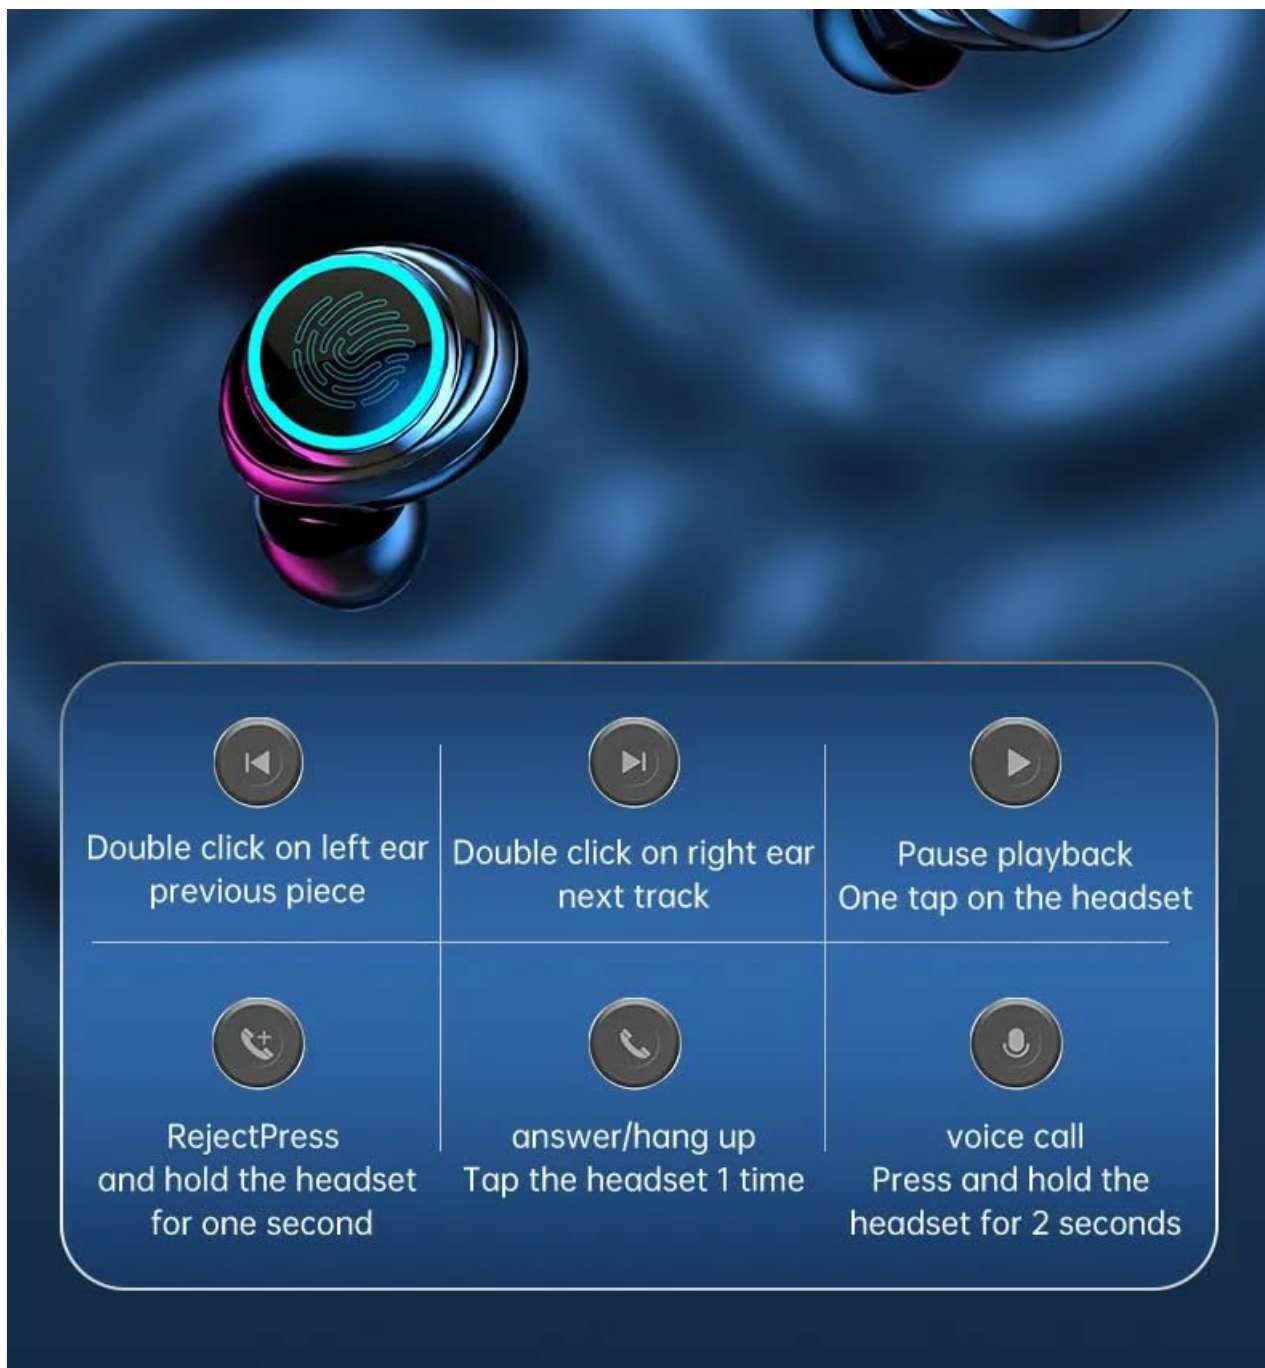 Double click on left ear
previous piece
Double click on right ear
next track
Pause playback
One tap on the headset
RejectPress
and hold the headset
for one second
answer/hang up
Tap the headset 1 time
voice call
Press and hold the
headset for 2 seconds